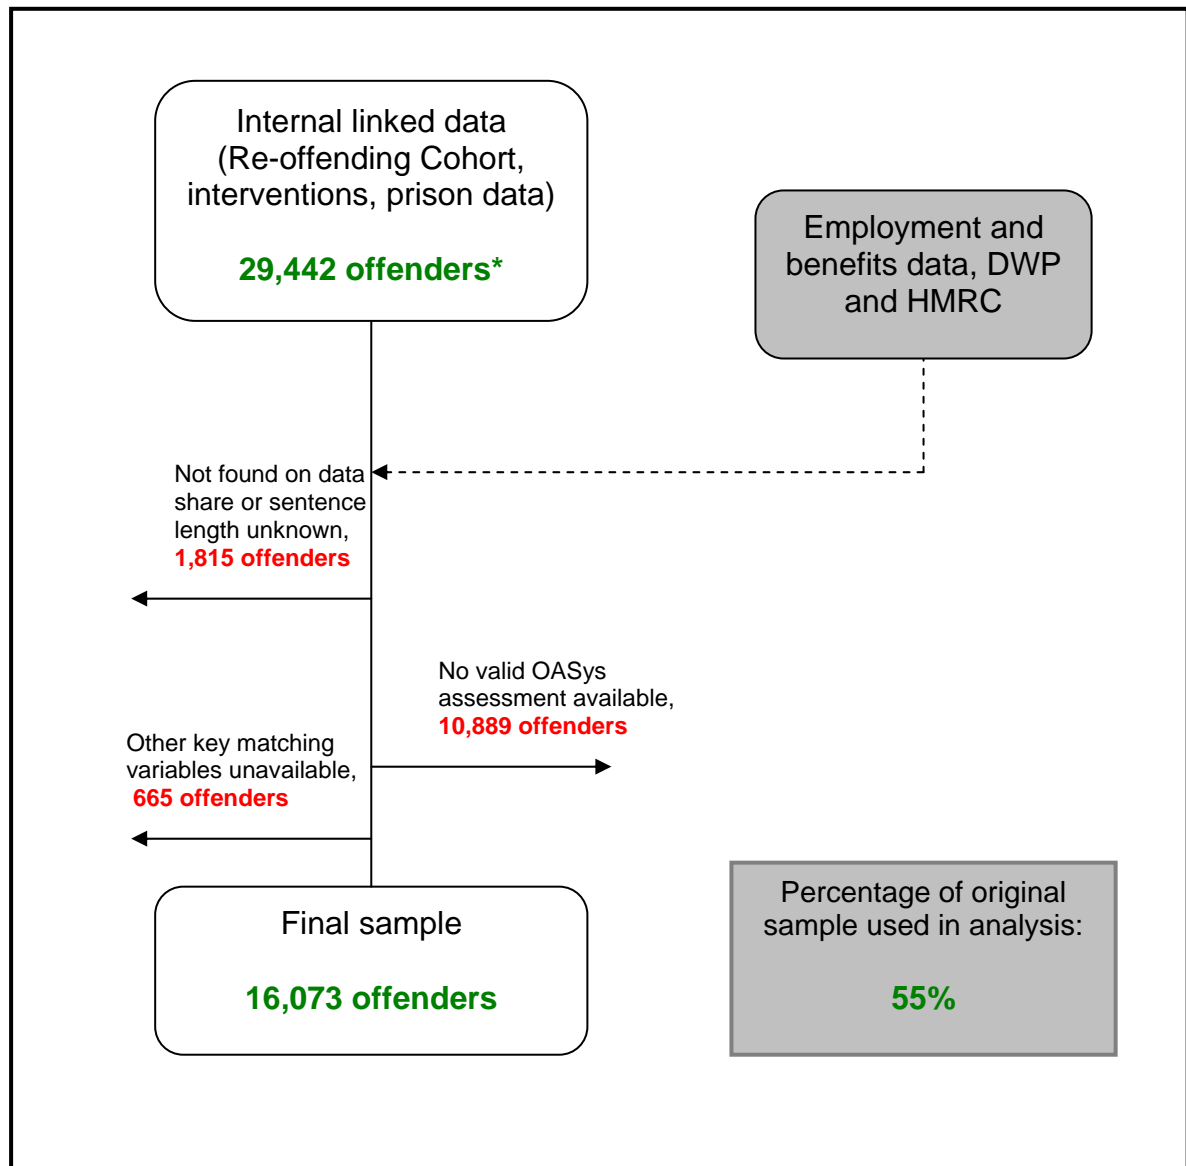 Internal linked data
(Re-offending Cohort,
interventions, prison data)
29,442 offenders*
Employment and
benefits data, DWP
and HMRC
Not found on data
share or sentence
length unknown,
1,815 offenders
No valid OASys
assessment available,
10,889 offenders
Other key matching
variables unavailable,
665 offenders
Final sample
16,073 offenders
Percentage of original
sample used in analysis:
55%